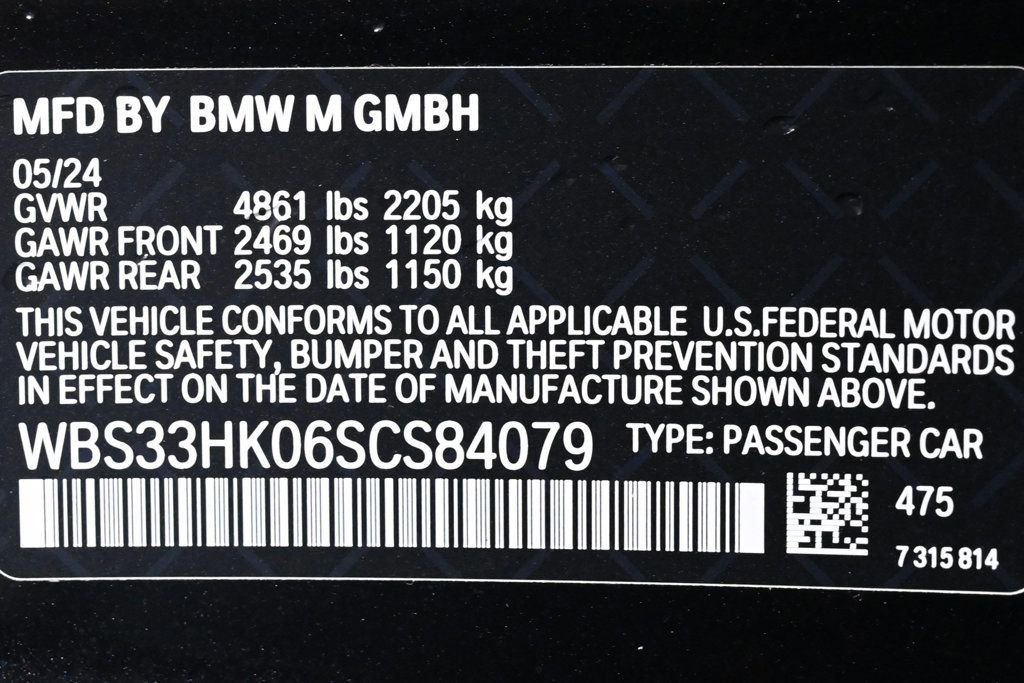 MFD BY BMW M GMBH
05/24
GVWR 4861 lbs 2205 kg
GAWR FRONT 2469 lbs 1120 kg
GAWR REAR 2535 lbs 1150 kg
THIS VEHICLE CONFORMS TO ALL APPLICABLE U.S.FEDERAL MOTOR
VEHICLE SAFETY, BUMPER AND THEFT PREVENTION STANDARDS
IN EFFECT ON THE DATE OF MANUFACTURE SHOWN ABOVE.
WBS33HK06SCS84079 TYPE: PASSENGER CAR
475
7 315 814